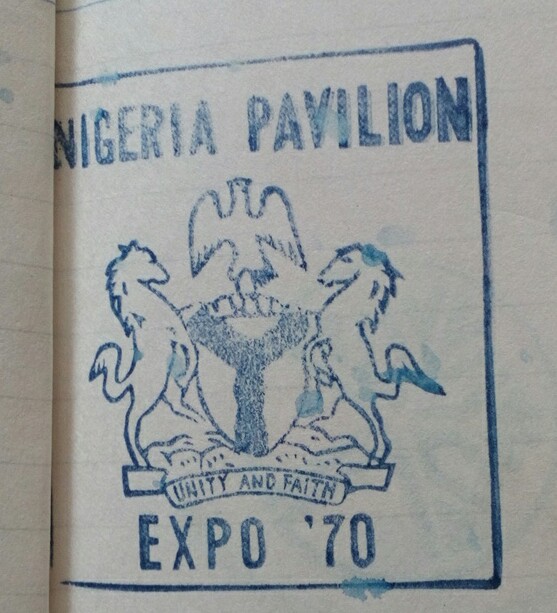 NIGERIA PAVILION
UNITY AND FAITH
EXPO '70